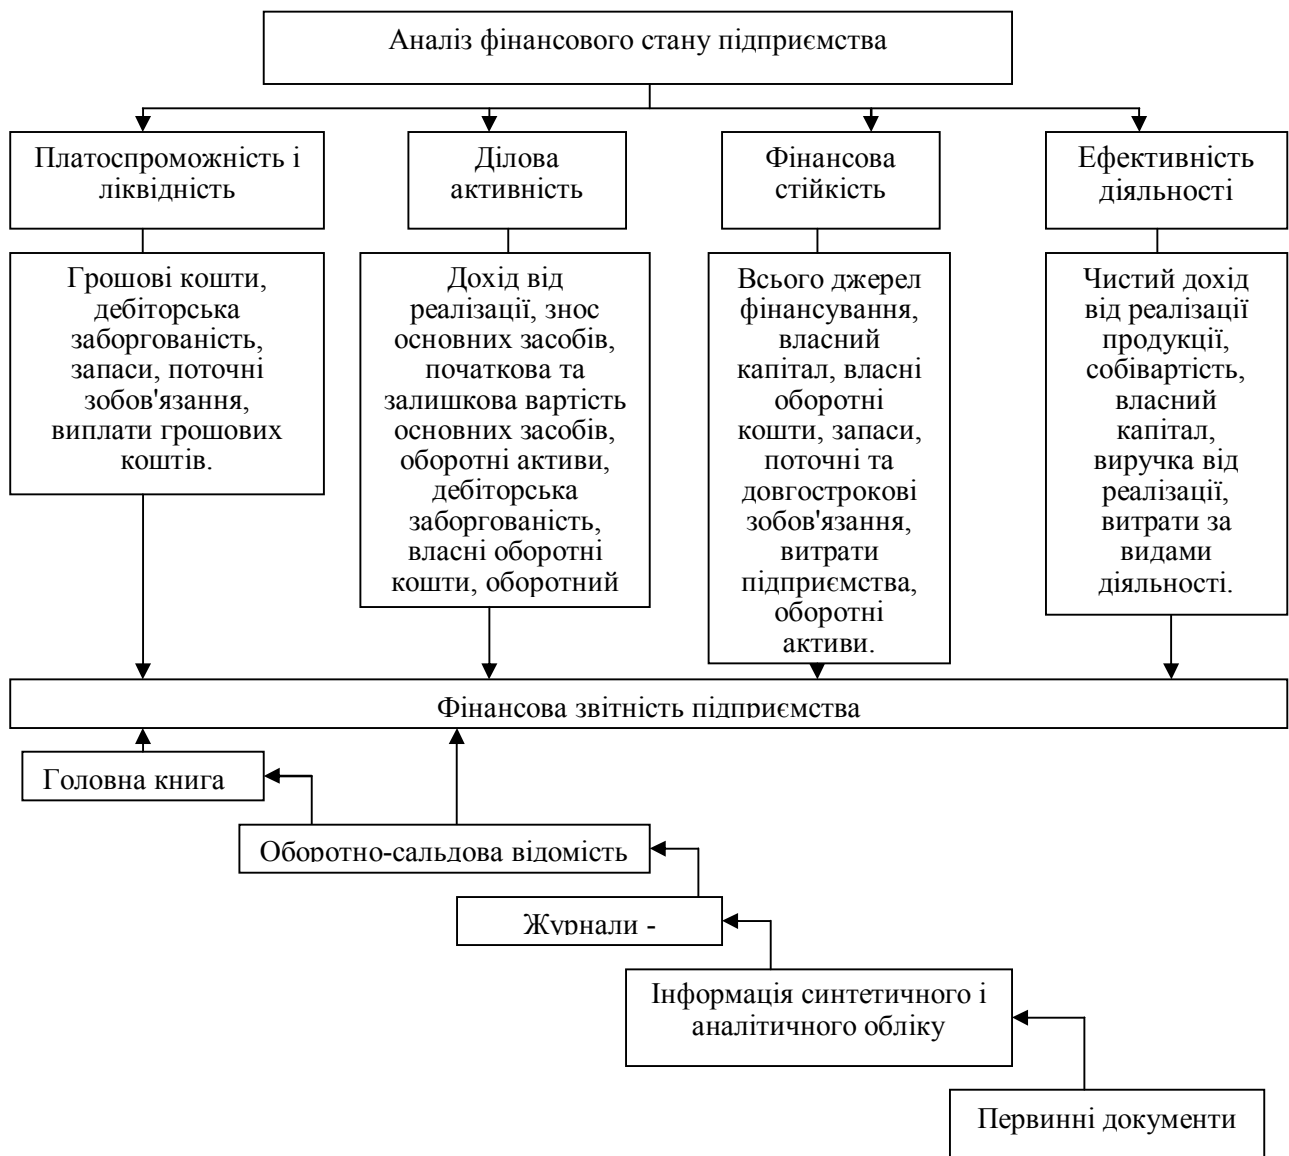 Аналіз фінансового стану підприємства
Платоспроможність і
ліквідність
Ділова
активність
Фінансова
стійкість
Ефективність
діяльності
Грошові кошти,
дебіторська
заборгованість,
запаси, поточні
зобов'язання,
виплати грошових
коштів.
Дохід від
реалізації, знос
основних засобів,
початкова та
залишкова вартість
основних засобів,
оборотні активи,
дебіторська
заборгованість,
власні оборотні
кошти, оборотний
Всього джерел
фінансування,
власний
капітал, власні
оборотні
кошти, запаси,
поточні та
довгострокові
зобов'язання,
витрати
підприємства,
оборотні
активи.
Чистий дохід
від реалізації
продукції,
собівартість,
власний
капітал,
виручка від
реалізації,
витрати за
видами
діяльності.
Фінансова звітність підприємства
Головна книга
Оборотно-сальдова відомість
Журнали -
Інформація синтетичного і
аналітичного обліку
Первинні документи